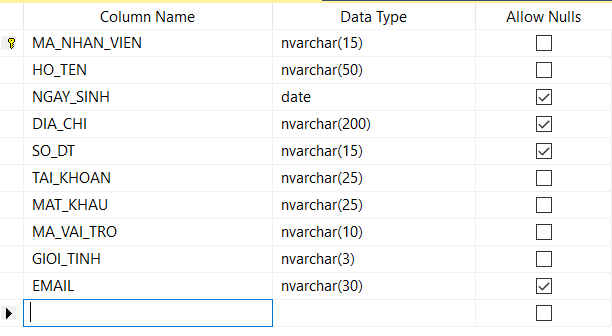 Column Name Data Type Allow Nulls
MA_NHAN_VIEN nvarchar(15)
HO_TEN nvarchar(50)
NGAY_SINH date
DIA_CHI nvarchar(200)
SO_DT nvarchar(15)
TAI_KHOAN nvarchar(25)
MAT_KHAU nvarchar(25)
MA_VAI_TRO nvarchar(10)
GIOI_TINH nvarchar(3)
EMAIL nvarchar(30)